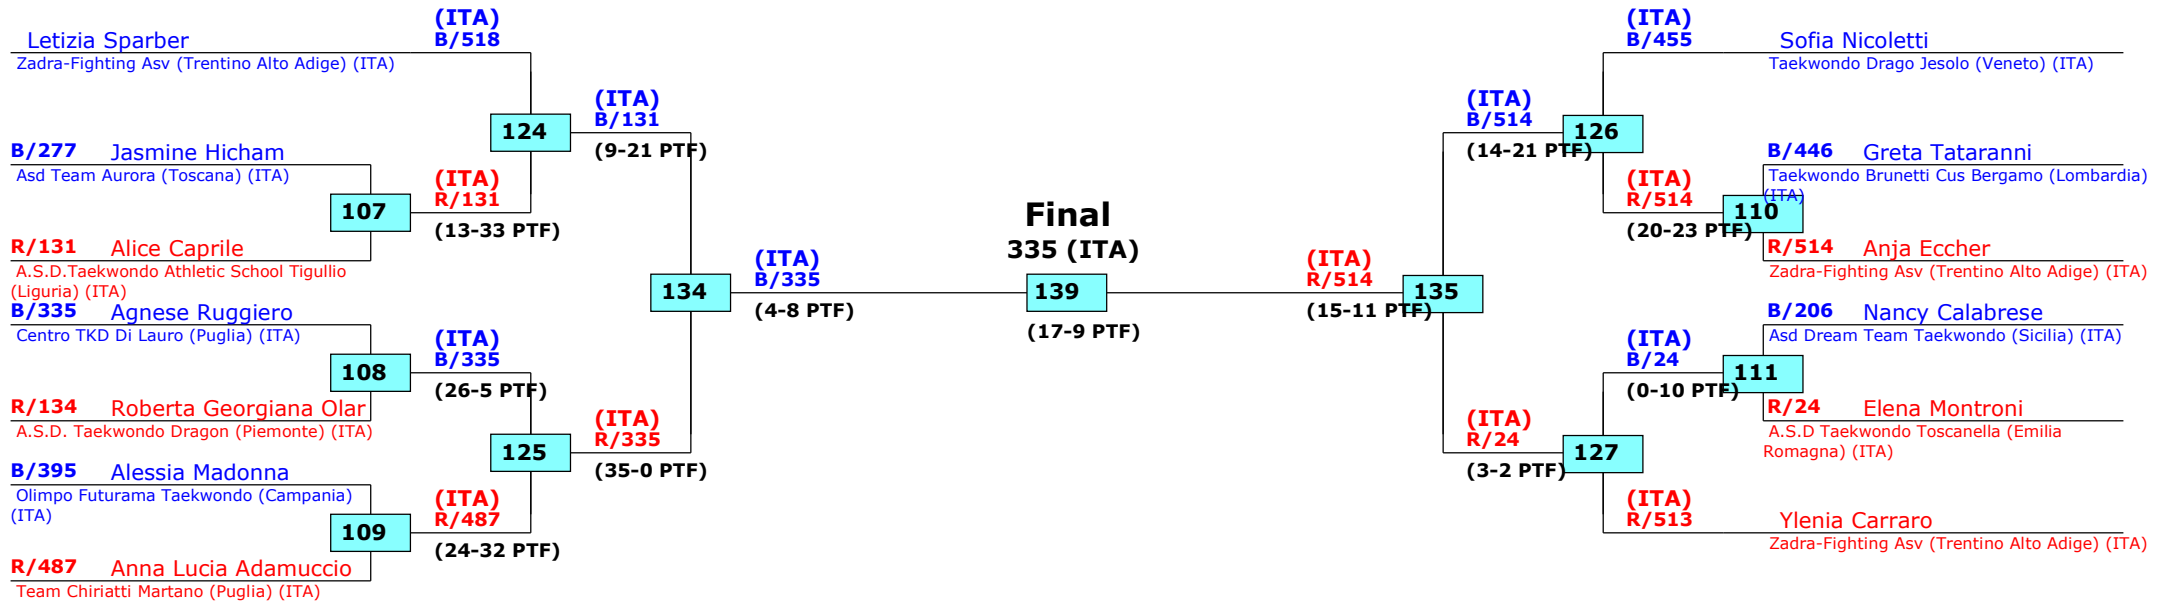 (ITA)
B/518
Letizia Sparber
Zadra-Fighting Asv (Trentino Alto Adige) (ITA)
124
(ITA)
B/131
(9-21 PTF)
B/277 Jasmine Hicham
Asd Team Aurora (Toscana) (ITA)
107
(ITA)
R/131
(13-33 PTF)
R/131 Alice Caprile
A.S.D.Taekwondo Athletic School Tigullio
(Liguria) (ITA)
134
(ITA)
B/335
(4-8 PTF)
B/335 Agnese Ruggiero
Centro TKD Di Lauro (Puglia) (ITA)
108
(ITA)
B/335
(26-5 PTF)
R/134 Roberta Georgiana Olar
A.S.D. Taekwondo Dragon (Piemonte) (ITA)
125
(ITA)
R/335
(35-0 PTF)
B/395 Alessia Madonna
Olimpo Futurama Taekwondo (Campania)
(ITA)
109
(ITA)
R/487
(24-32 PTF)
R/487 Anna Lucia Adamuccio
Team Chiriatti Martano (Puglia) (ITA)
Final
335 (ITA)
139
(17-9 PTF)
(ITA)
R/514
135
(15-11 PTF)
(ITA)
B/514
126
(14-21 PTF)
(ITA)
B/455
Sofia Nicoletti
Taekwondo Drago Jesolo (Veneto) (ITA)
B/446 Greta Tataranni
Taekwondo Brunetti Cus Bergamo (Lombardia)
(ITA)
(ITA)
R/514
110
(20-23 PTF)
R/514 Anja Eccher
Zadra-Fighting Asv (Trentino Alto Adige) (ITA)
B/206 Nancy Calabrese
Asd Dream Team Taekwondo (Sicilia) (ITA)
(ITA)
B/24
111
(0-10 PTF)
R/24 Elena Montroni
A.S.D Taekwondo Toscanella (Emilia
Romagna) (ITA)
(ITA)
R/24
127
(3-2 PTF)
(ITA)
R/513
Ylenia Carraro
Zadra-Fighting Asv (Trentino Alto Adige) (ITA)